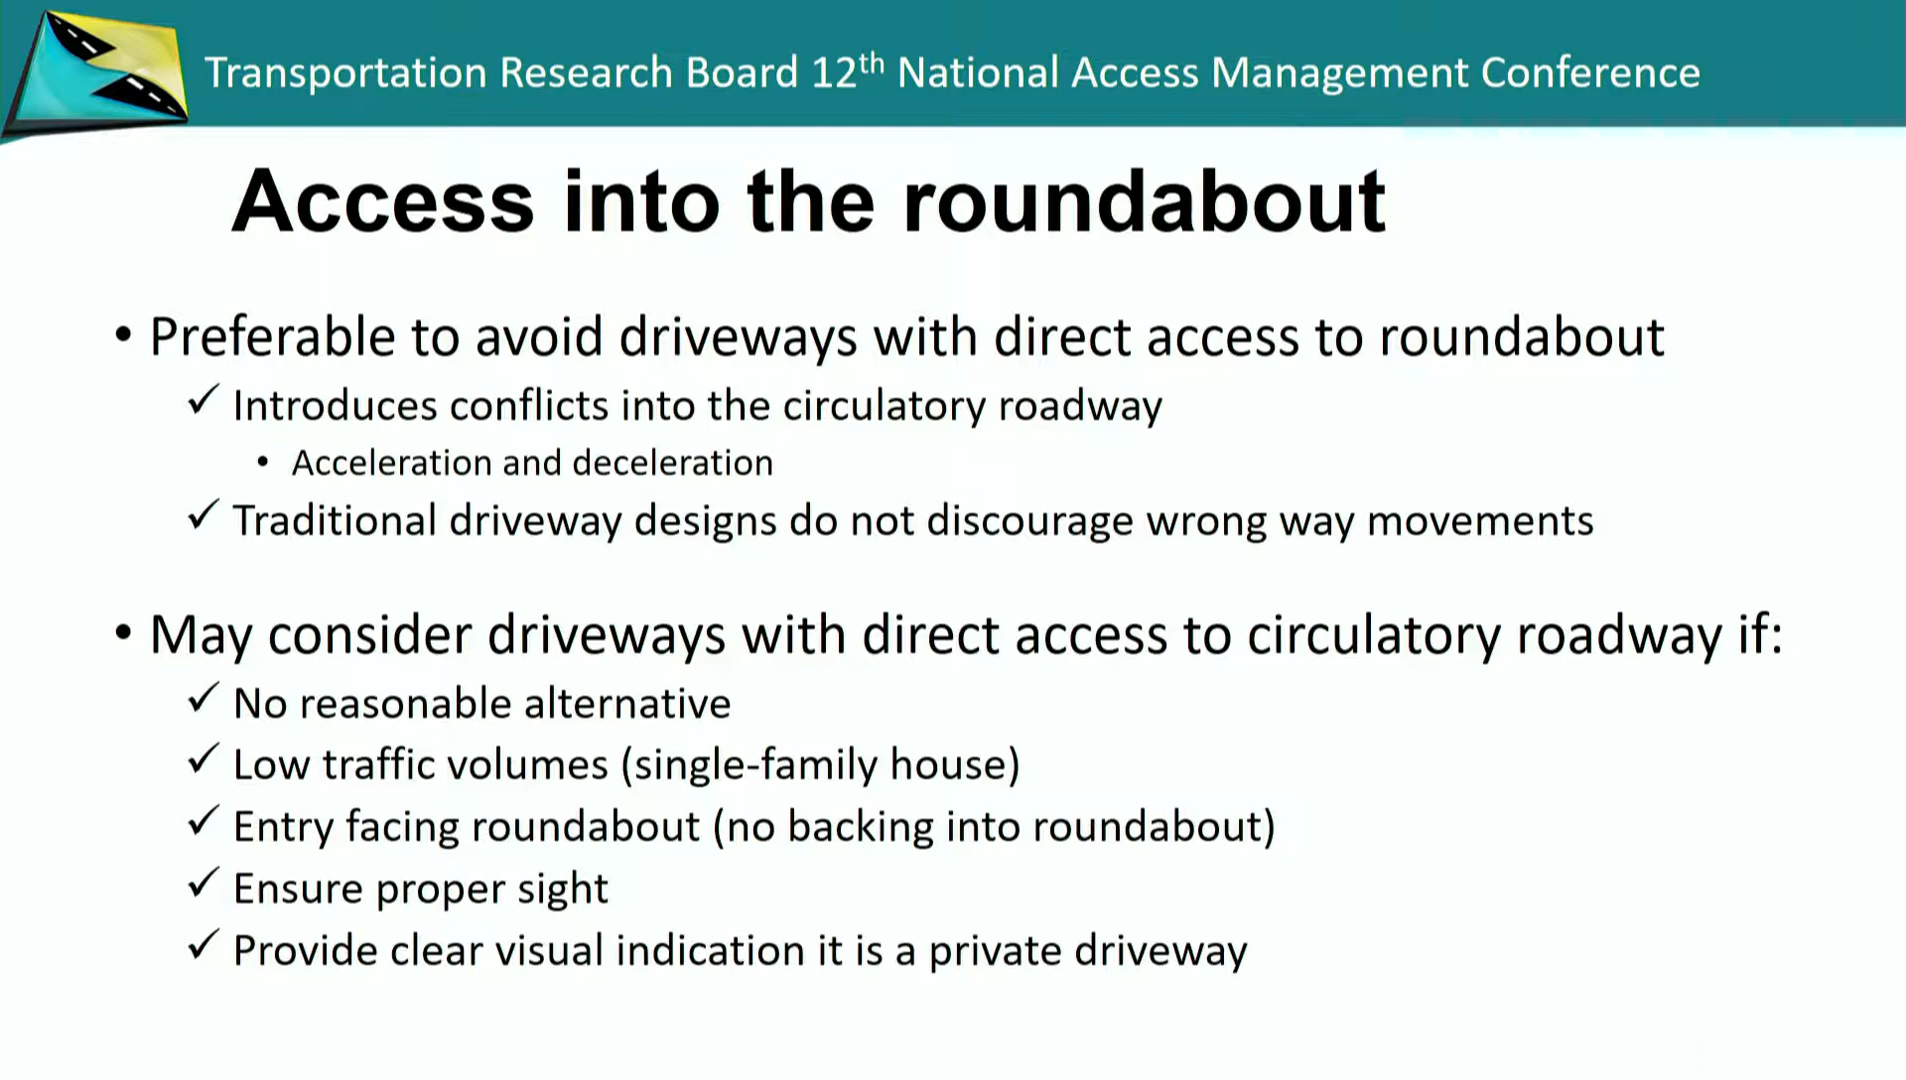 Transportation Research Board 12th National Access Management Conference
Access into the roundabout
• Preferable to avoid driveways with direct access to roundabout
✓ Introduces conflicts into the circulatory roadway
• Acceleration and deceleration
✓ Traditional driveway designs do not discourage wrong way movements
• May consider driveways with direct access to circulatory roadway if:
✓ No reasonable alternative
✓ Low traffic volumes (single-family house)
✓ Entry facing roundabout (no backing into roundabout)
✓ Ensure proper sight
✓ Provide clear visual indication it is a private driveway